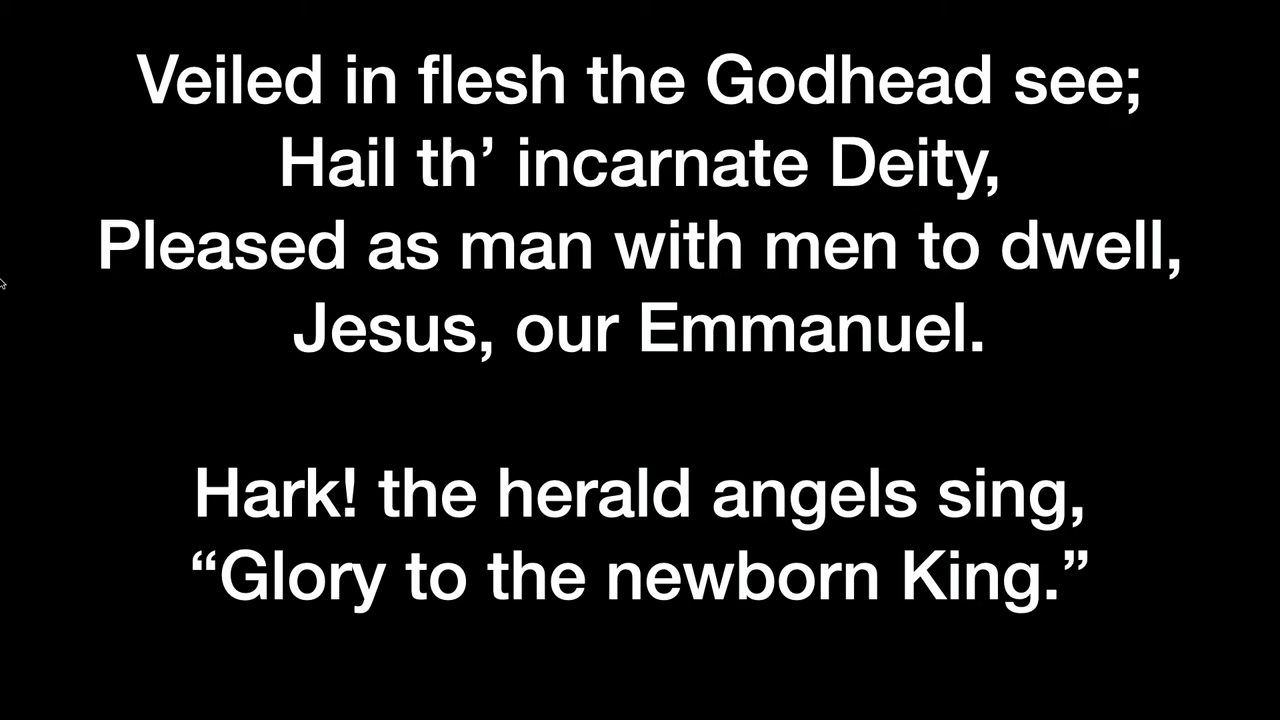 Veiled in flesh the Godhead see;
Hail th’ incarnate Deity,
Pleased as man with men to dwell,
Jesus, our Emmanuel.
Hark! the herald angels sing,
“Glory to the newborn King.”